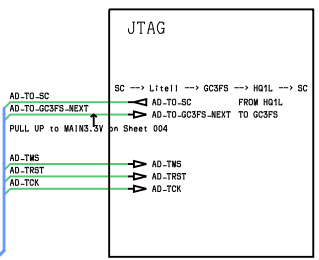 JTAG
SC --> Litell --> GC3FS --> HQ1L --> SC
AD-TO-SC
AD-TO-SC FROM HQ1L
AD-TO-GC3FS-NEXT
AD-TO-GC3FS-NEXT TO GC3FS
PULL UP to MAIN3.3V on Sheet 004
AD-TMS
AD-TMS
AD-TRST
AD-TRST
AD-TCK
AD-TCK